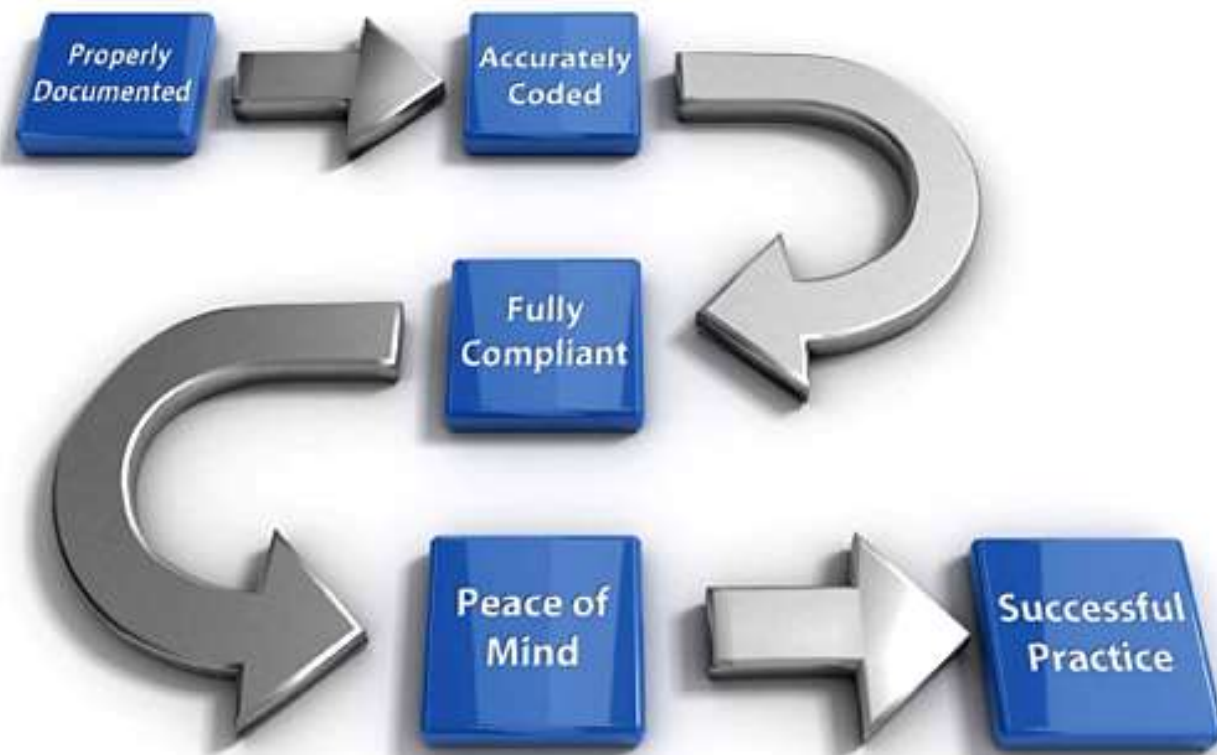 Properly
Documented
Accurately
Coded
Fully
Compliant
Peace of
Mind
Successful
Practice